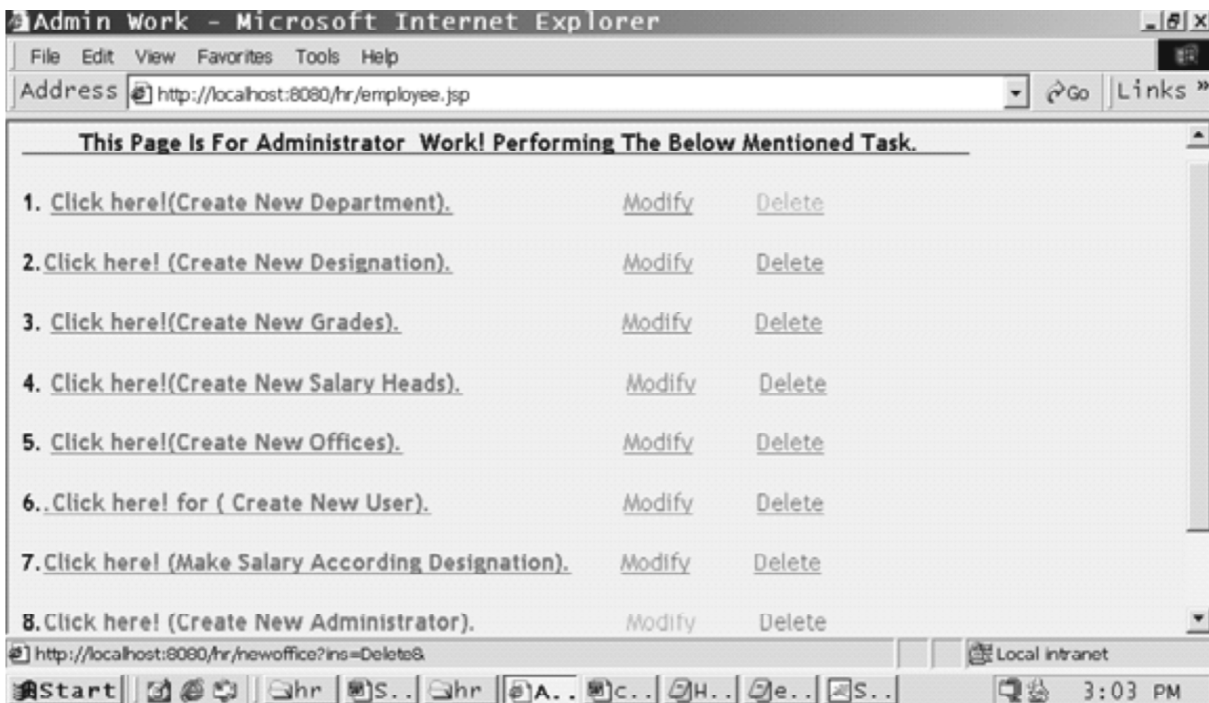 Admin Work - Microsoft Internet Explorer
File Edit View Favorites Tools Help
Address http://localhost:8080/hr/employee.jsp Go Links »
This Page Is For Administrator Work! Performing The Below Mentioned Task.
1. Click here!(Create New Department). Modify Delete
2.Click here! (Create New Designation). Modify Delete
3. Click here!(Create New Grades). Modify Delete
4. Click here!(Create New Salary Heads). Modify Delete
5. Click here!(Create New Offices). Modify Delete
6..Click here! for ( Create New User). Modify Delete
7.Click here! (Make Salary According Designation). Modify Delete
8.Click here! (Create New Administrator). Modify Delete
http://localhost:8080/hr/newoffice?ins=Delete& Local intranet
Start hr S.. hr A.. c.. H.. e.. S.. 3:03 PM